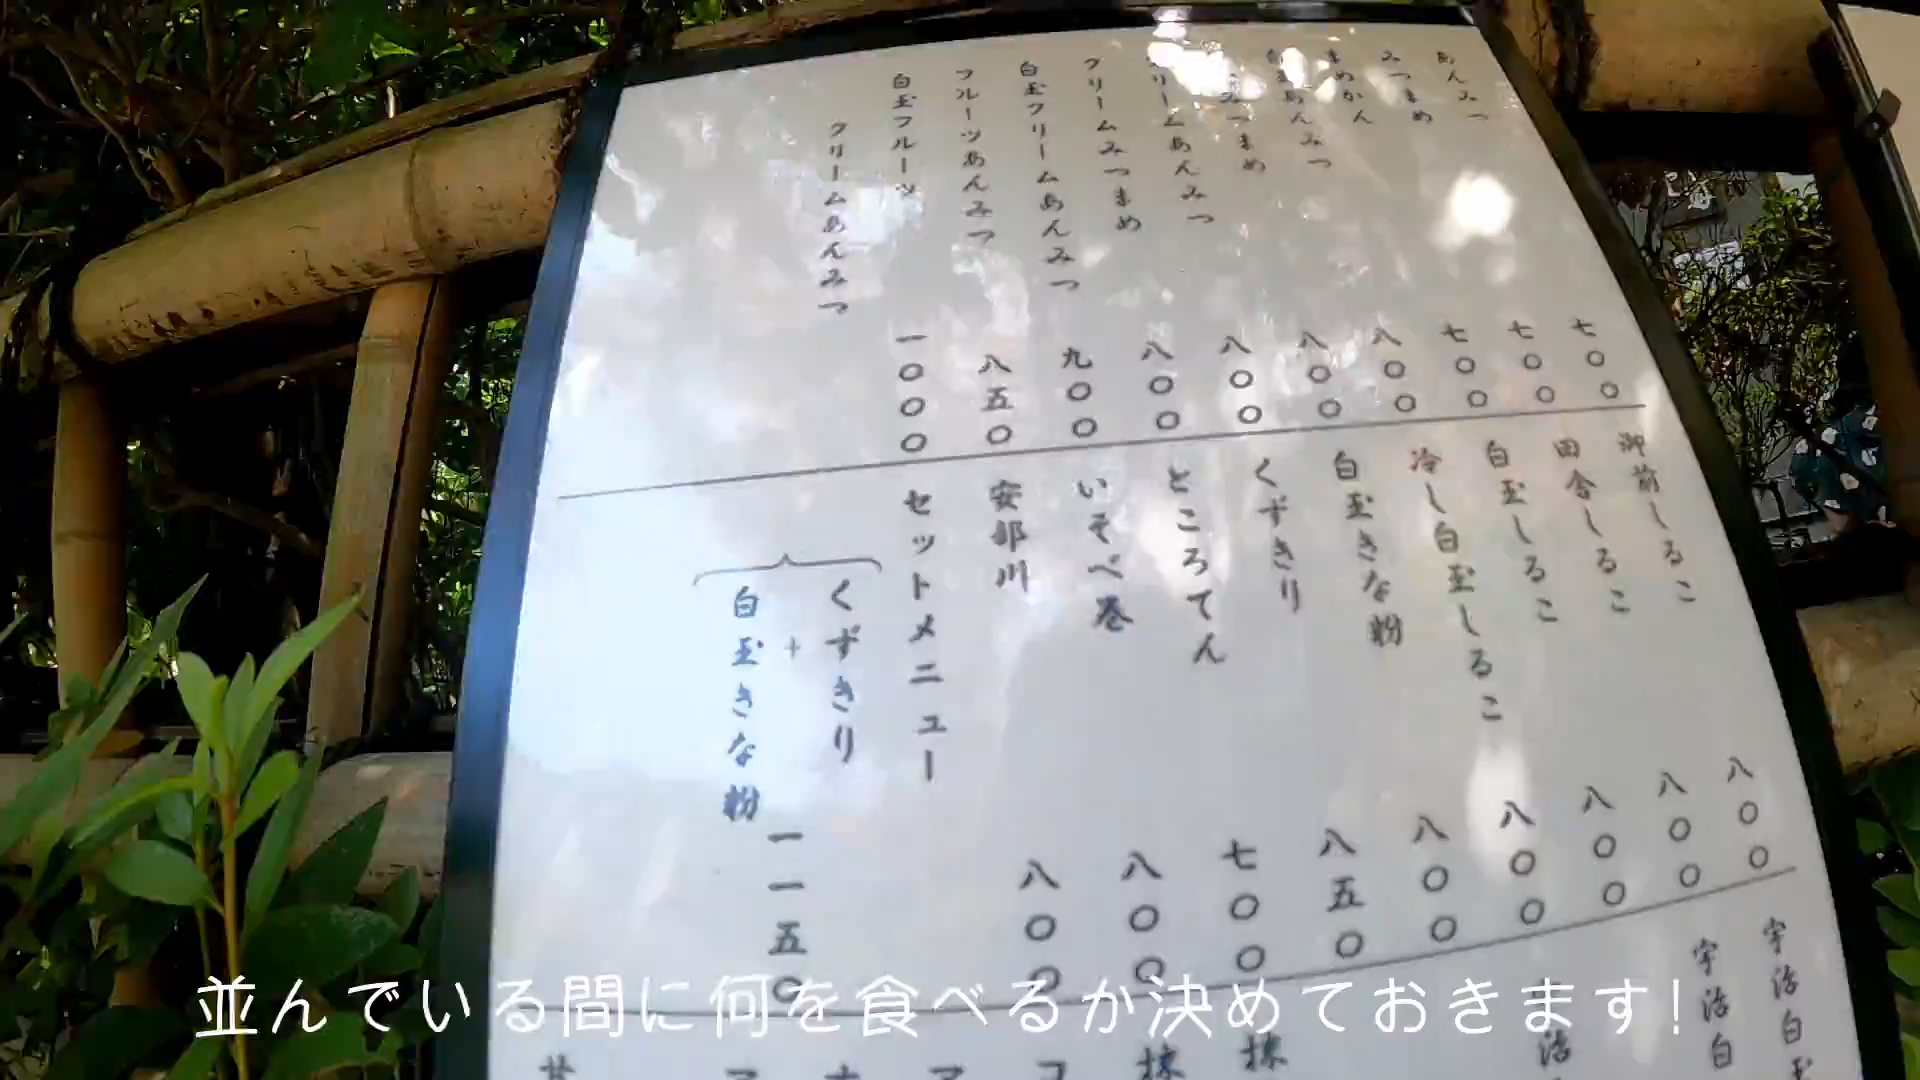 あんみつ
みつまめ
まめかん
白玉あんみつ
みつまめ
クリームあんみつ
クリームみつまめ
白玉クリームあんみつ
フルーツあんみつ
白玉フルーツ
クリームあんみつ
七〇〇
七〇〇
七〇〇
八〇〇
八〇〇
八〇〇
八〇〇
九〇〇
八五〇
一〇〇〇
御前しるこ
田舎しるこ
白玉しるこ
冷し白玉しるこ
白玉きな粉
くずきり
ところてん
いそべ巻
安部川
セットメニュー
くずきり
+
白玉きな粉
八〇〇
八〇〇
八〇〇
八〇〇
八〇〇
八五〇
七〇〇
八〇〇
八〇〇
一一五〇
宇治白玉
宇治白
治
抹
抹
並んでいる間に何を食べるか決めておきます!